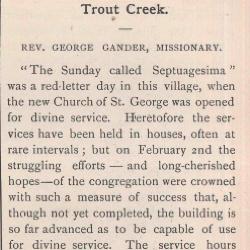 Trout Creek.
REV. GEORGE GANDER, MISSIONARY.
“The Sunday called Septuagesima”
was a red-letter day in this village, when
the new Church of St. George was opened
for divine service. Heretofore the ser-
vices have been held in houses, often at
rare intervals; but on February 2nd the
struggling efforts — and long-cherished
hopes—of the congregation were crowned
with such a measure of success that, al-
though not yet completed, the building is
so far advanced as to be capable of use
for divine service. The service hours